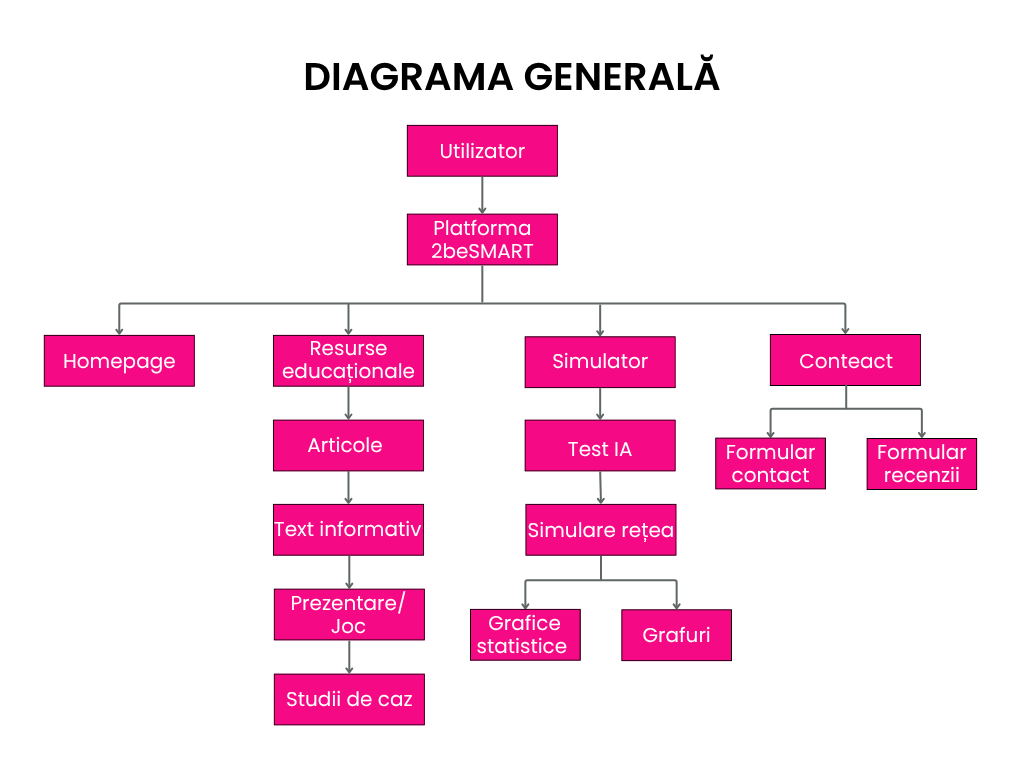 DIAGRAMA GENERALĂ
Utilizator
Platforma
2beSMART
Homepage
Resurse
educaționale
Simulator
Conteact
Articole
Test IA
Formular
contact
Formular
recenzii
Text informativ
Simulare rețea
Prezentare/
Joc
Grafice
statistice
Grafuri
Studii de caz